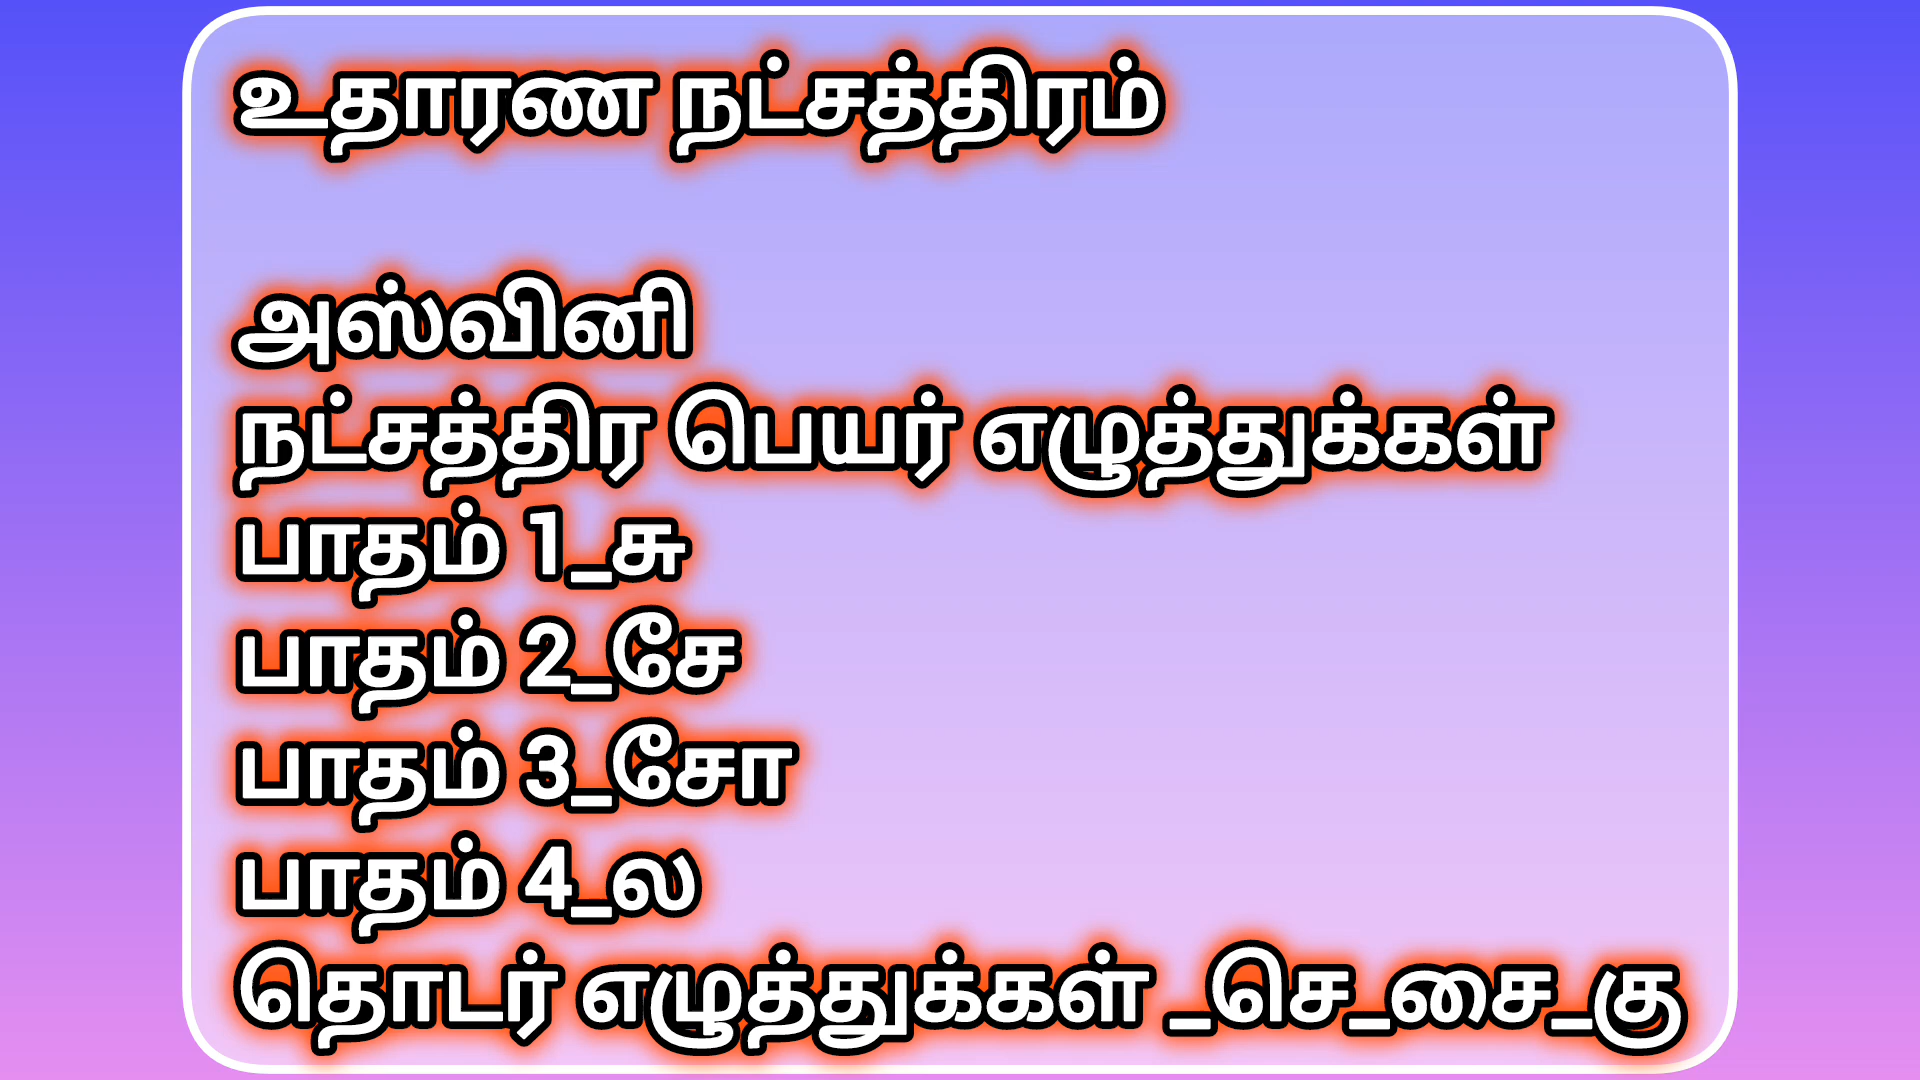 உதாரண நட்சத்திரம்
அஸ்வினி
நட்சத்திர பெயர் எழுத்துக்கள்
பாதம் 1_சு
பாதம் 2_சே
பாதம் 3_சோ
பாதம் 4_ல
தொடர் எழுத்துக்கள் _செ_சை_கு